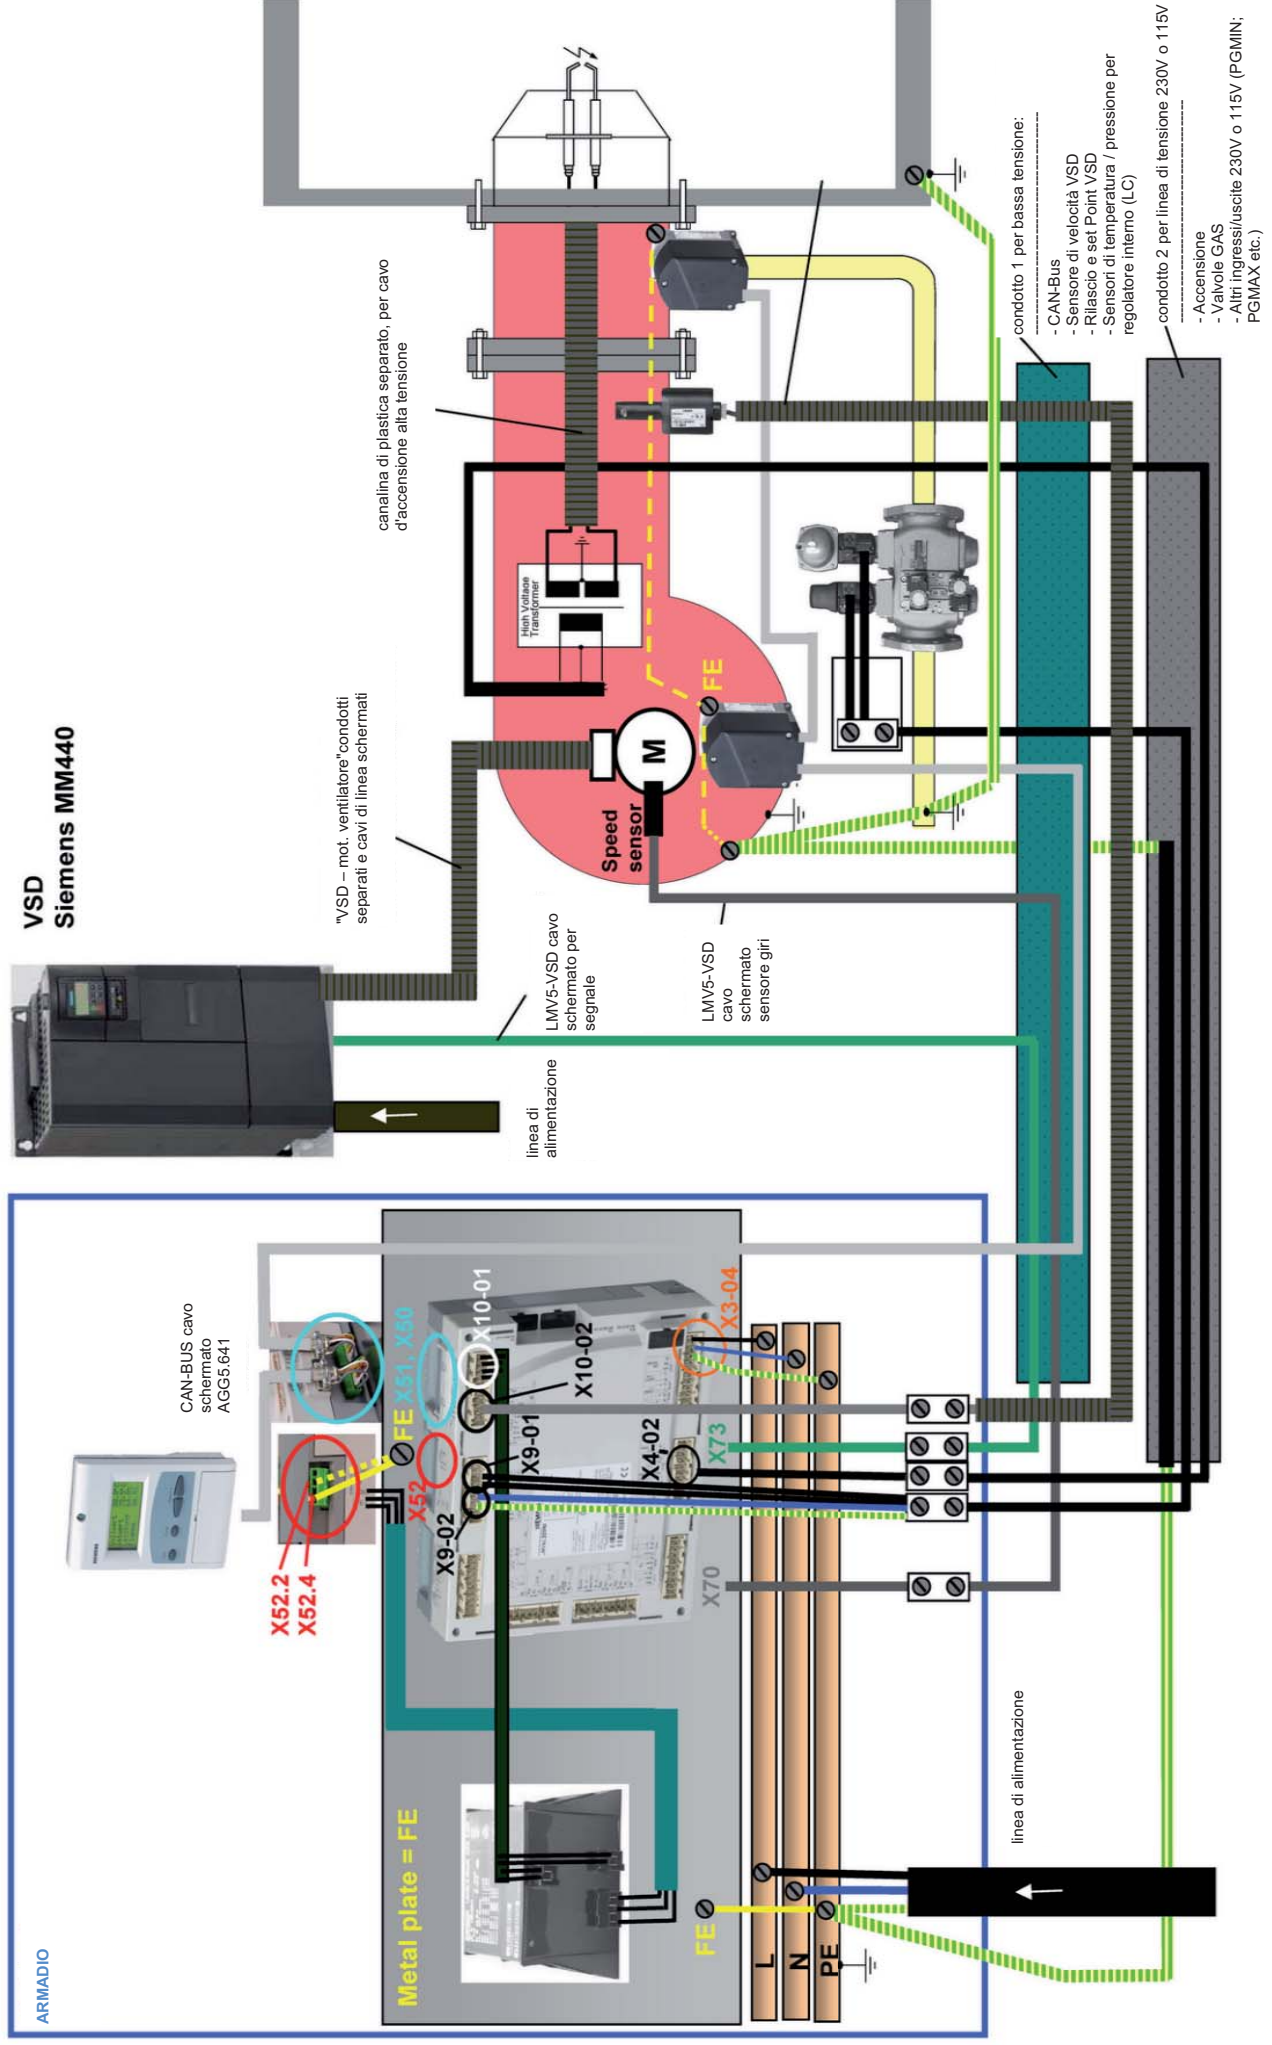 ARMADIO
VSD
Siemens MM440
CAN-BUS cavo
schermato
AGG5.641
X52.2
X52.4
Metal plate = FE
FE
X51, X50
X52
X10-01
X10-02
X9-01
X9-02
X4-02
X3-04
X73
X70
FE
L
N
PE
linea di alimentazione
linea di
alimentazione
LMV5-VSD cavo
schermato per
segnale
LMV5-VSD
cavo
schermato
sensore giri
"VSD – mot. ventilatore"condotti
separati e cavi di linea schermati
canalina di plastica separato, per cavo
d'accensione alta tensione
High Voltage
Transformer
M
Speed
sensor
FE
condotto 1 per bassa tensione:
- CAN-Bus
- Sensore di velocità VSD
- Rilascio e set Point VSD
- Sensori di temperatura / pressione per
regolatore interno (LC)
condotto 2 per linea di tensione 230V o 115V
- Accensione
- Valvole GAS
- Altri ingressi/uscite 230V o 115V (PGMIN;
PGMAX etc.)